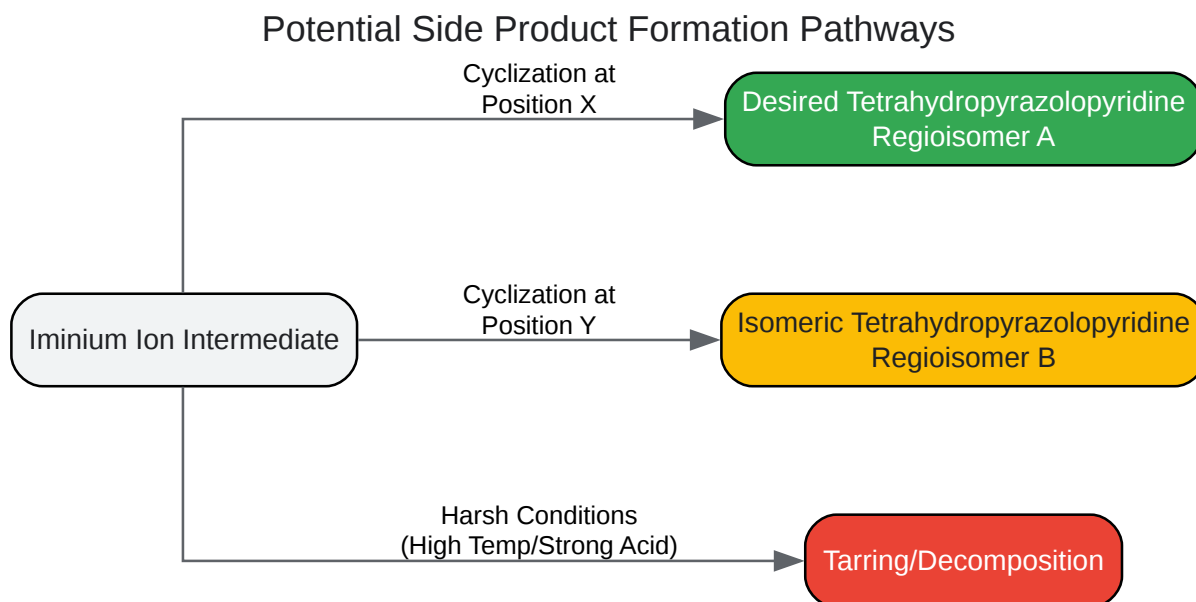 Potential Side Product Formation Pathways
Cyclization at
Position X
Desired Tetrahydropyrazolopyridine
Regioisomer A
Iminium Ion Intermediate
Cyclization at
Position Y
Isomeric Tetrahydropyrazolopyridine
Regioisomer B
Harsh Conditions
(High Temp/Strong Acid)
Tarring/Decomposition